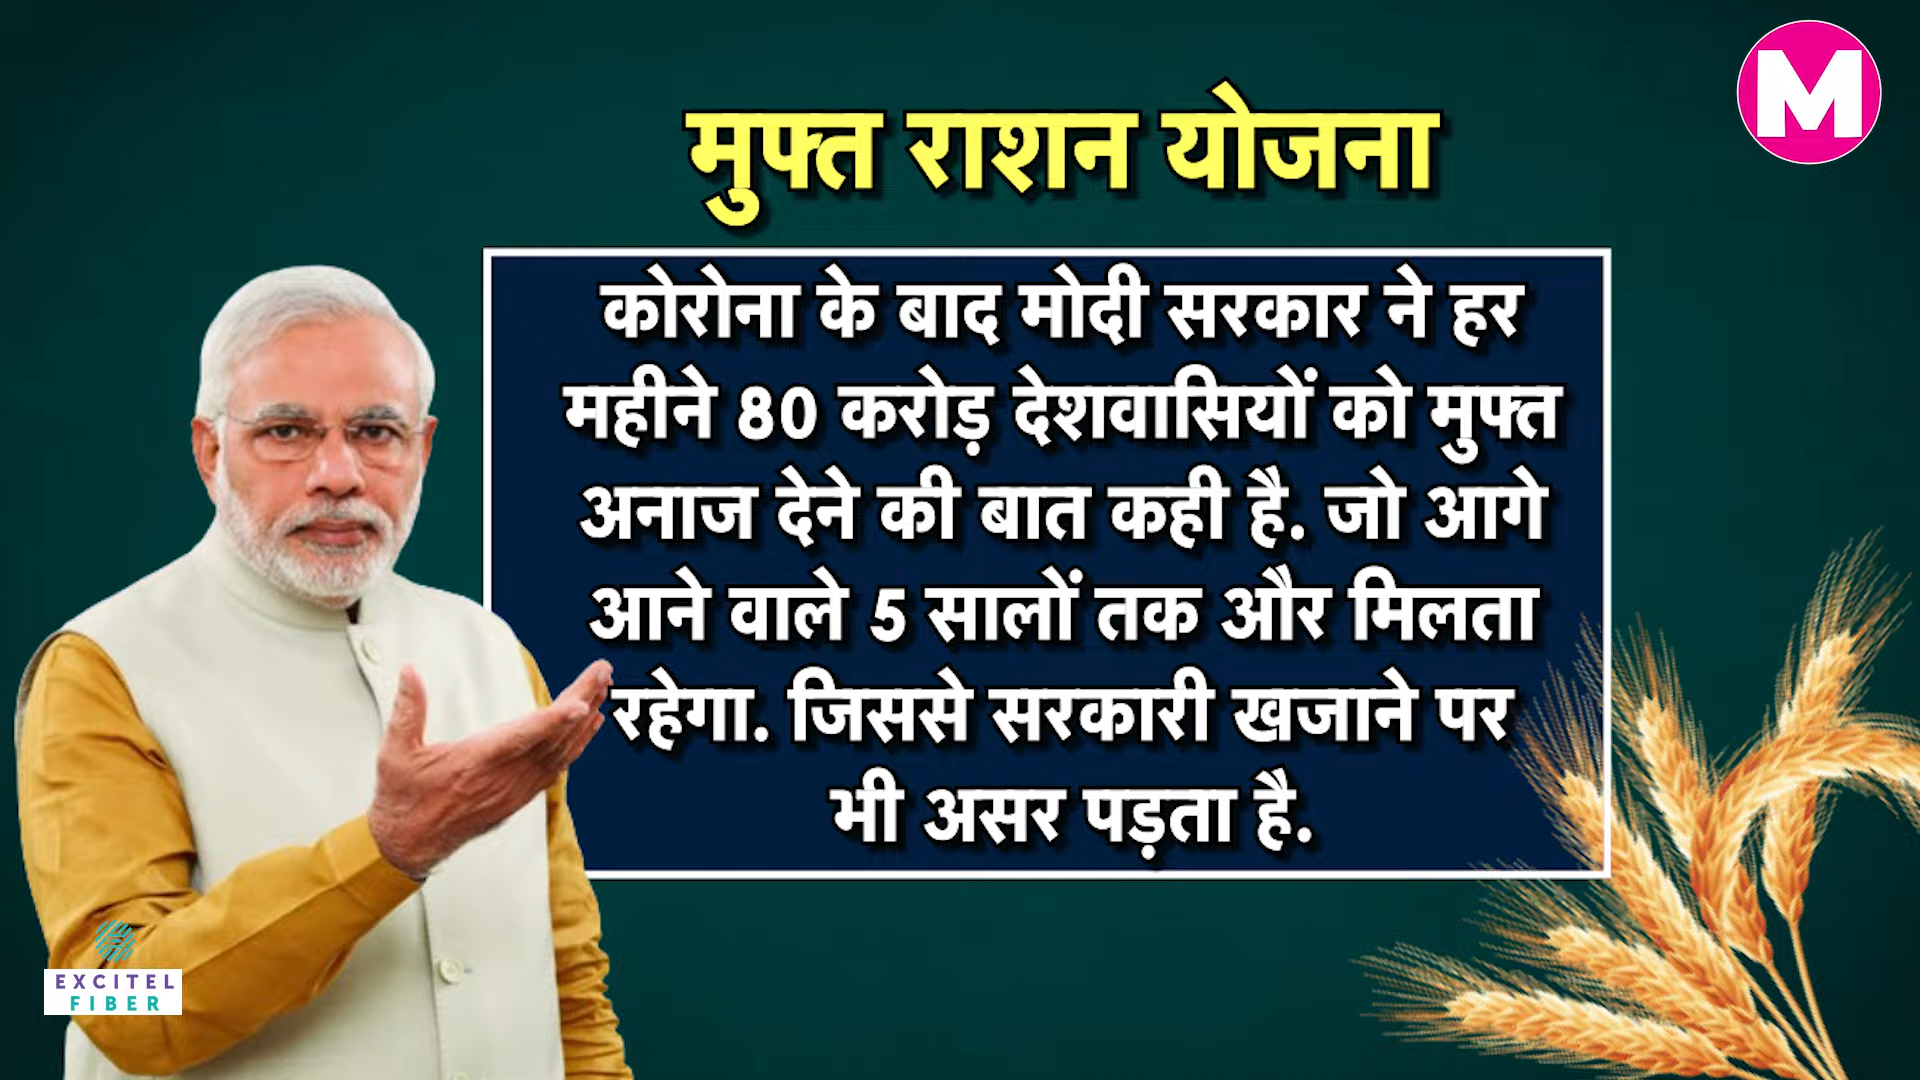 M
मुफ्त राशन योजना
कोरोना के बाद मोदी सरकार ने हर
महीने 80 करोड़ देशवासियों को मुफ्त
अनाज देने की बात कही है. जो आगे
आने वाले 5 सालों तक और मिलता
रहेगा. जिससे सरकारी खजाने पर
भी असर पड़ता है.
EXCITEL
FIBER